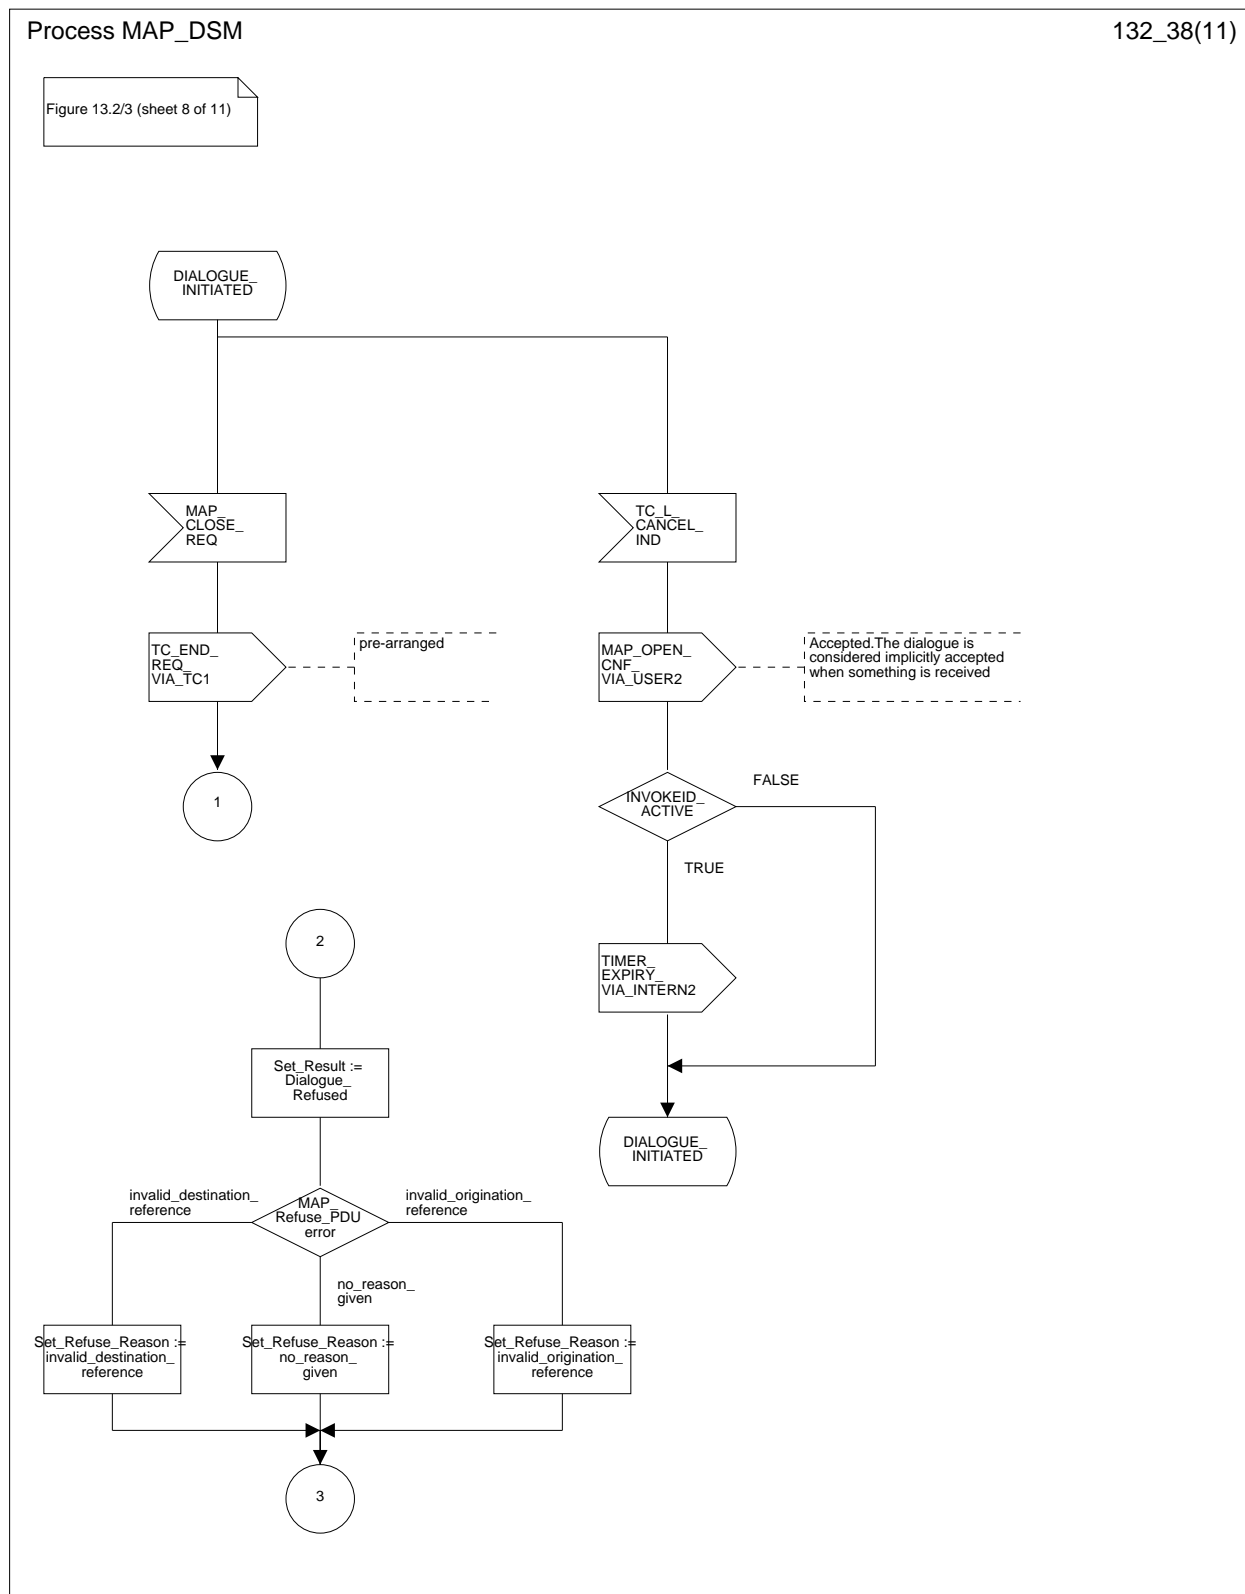 Process MAP_DSM
132_38(11)
Figure 13.2/3 (sheet 8 of 11)
DIALOGUE_
INITIATED
MAP_
CLOSE_
REQ
TC_L_
CANCEL_
IND
TC_END_
REQ_
VIA_TC1
pre-arranged
MAP_OPEN_
CNF_
VIA_USER2
Accepted.The dialogue is
considered implicitly accepted
when something is received
1
INVOKEID_
ACTIVE
FALSE
TRUE
2
TIMER_
EXPIRY_
VIA_INTERN2
Set_Result :=
Dialogue_
Refused
DIALOGUE_
INITIATED
MAP_
Refuse_PDU
error
invalid_destination_
reference
invalid_origination_
reference
no_reason_
given
Set_Refuse_Reason :=
invalid_destination_
reference
Set_Refuse_Reason :=
no_reason_
given
Set_Refuse_Reason :=
invalid_origination_
reference
3